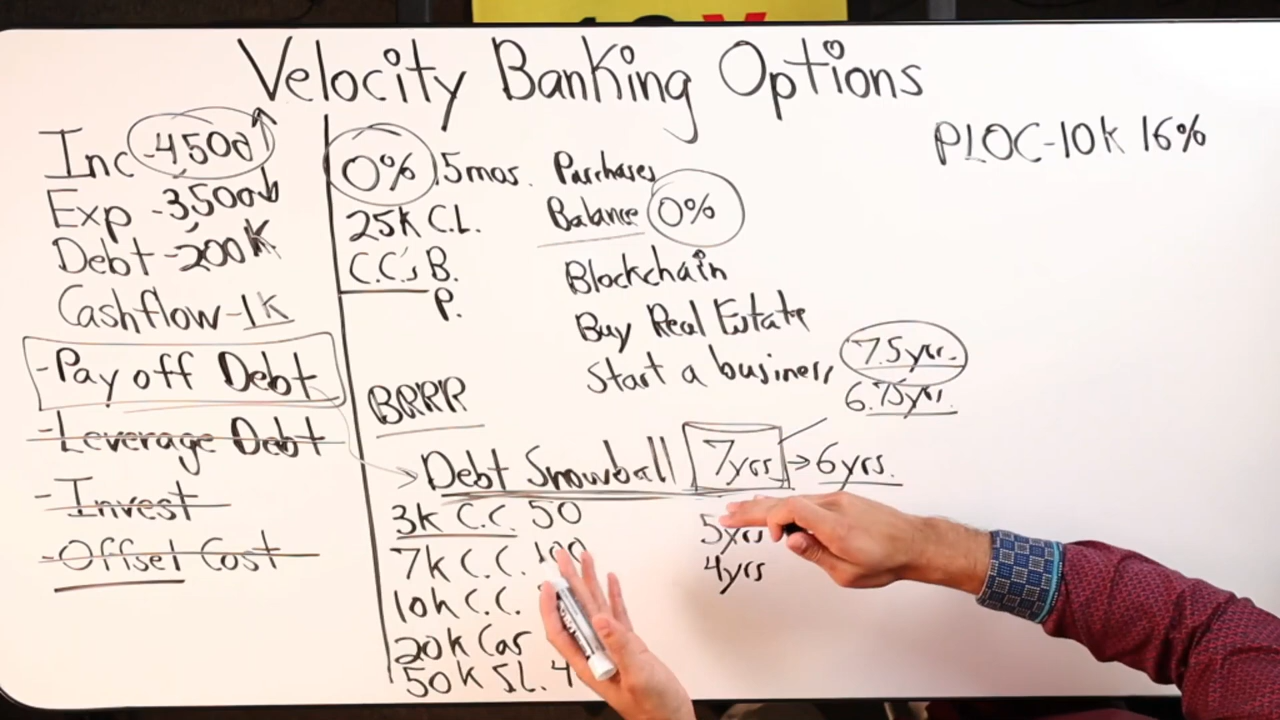 Velocity Banking Options
Inc - 4500
Exp - 3,500
Debt - 200K
Cashflow - 1K
- Pay off Debt
- Leverage Debt
- Invest
- Offset Cost
0% 15mos. Purchases
25K C.L. Balance 0%
C.C.'s B.
P.
Blockchain
Buy Real Estate
Start a business
BRRR
7.5yrs.
6.75yrs.
Debt Snowball 7yrs → 6yrs.
3k C.C. 50
7k C.C. 100
10k C.C.
20k Car
50k SL. 4
5yrs
4yrs
PLOC-10K 16%